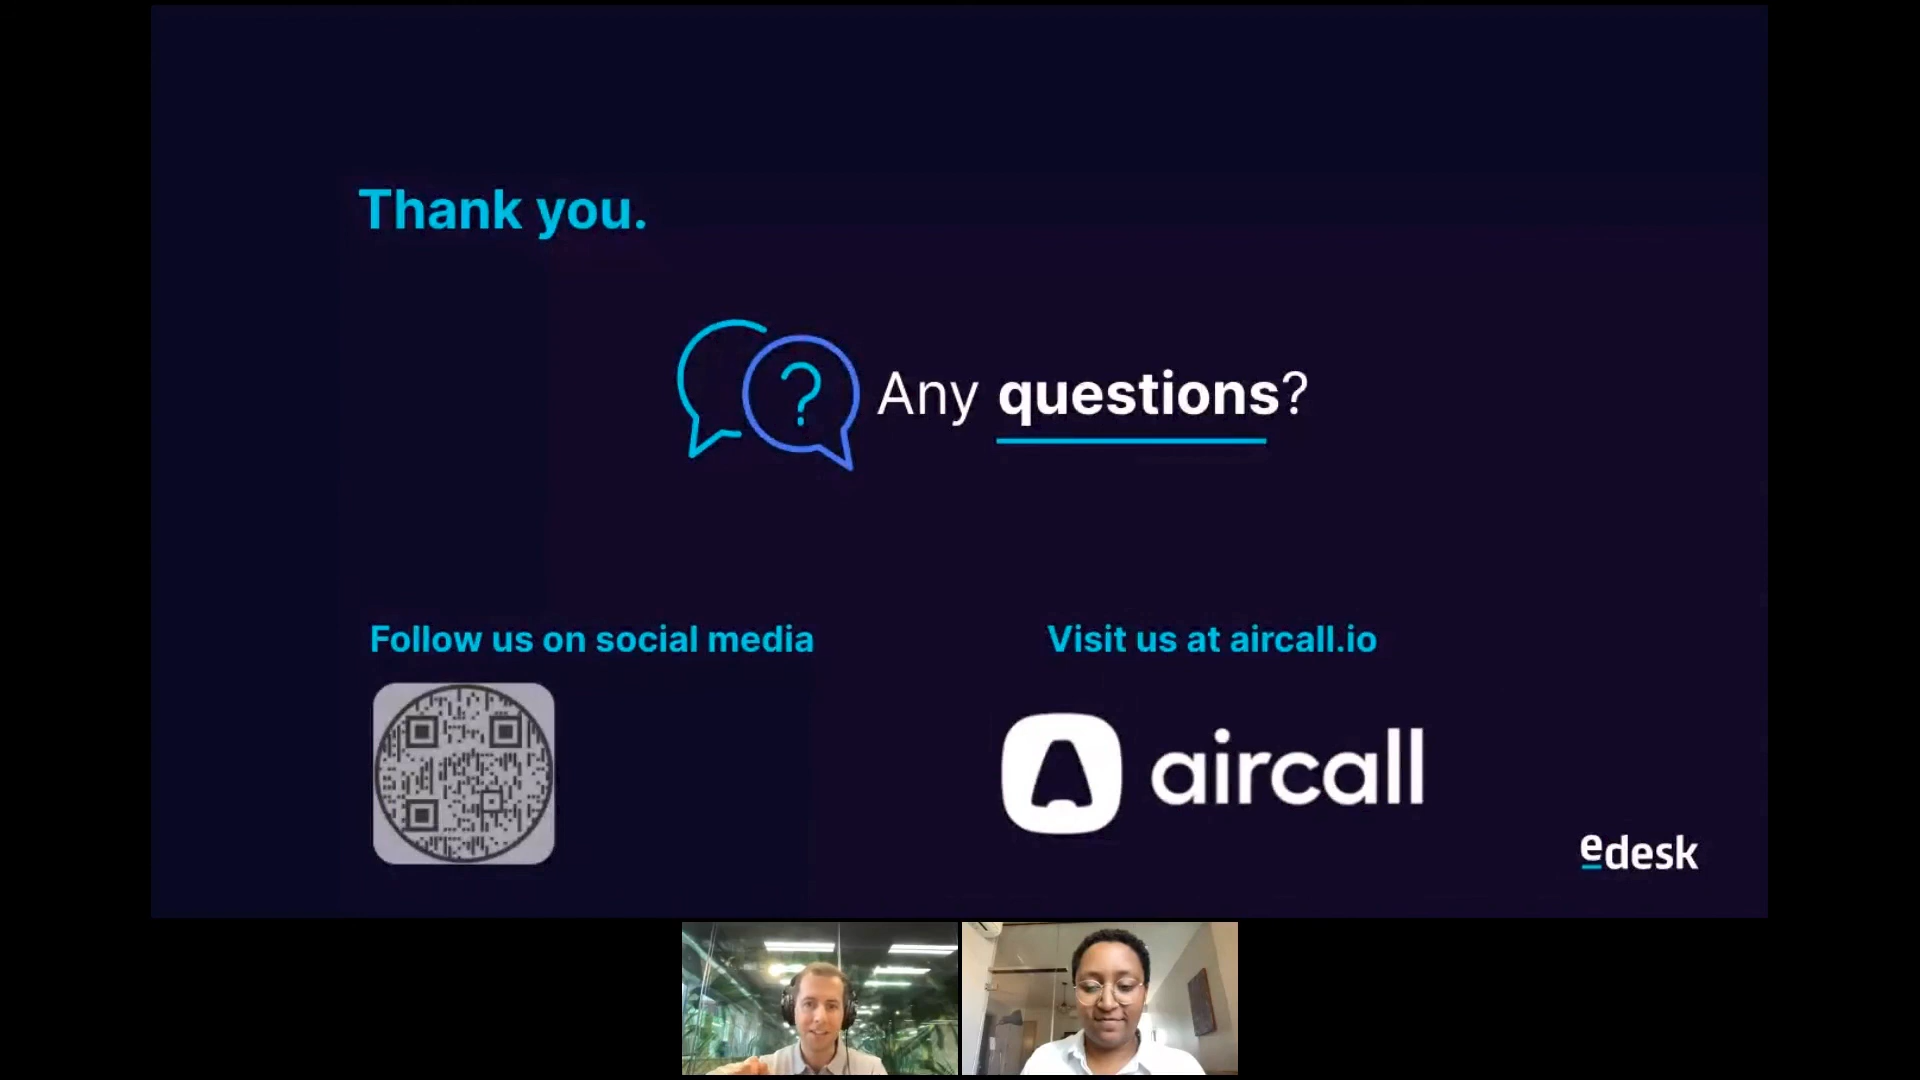 Thank you.
Any questions?
Follow us on social media
Visit us at aircall.io
aircall
edesk